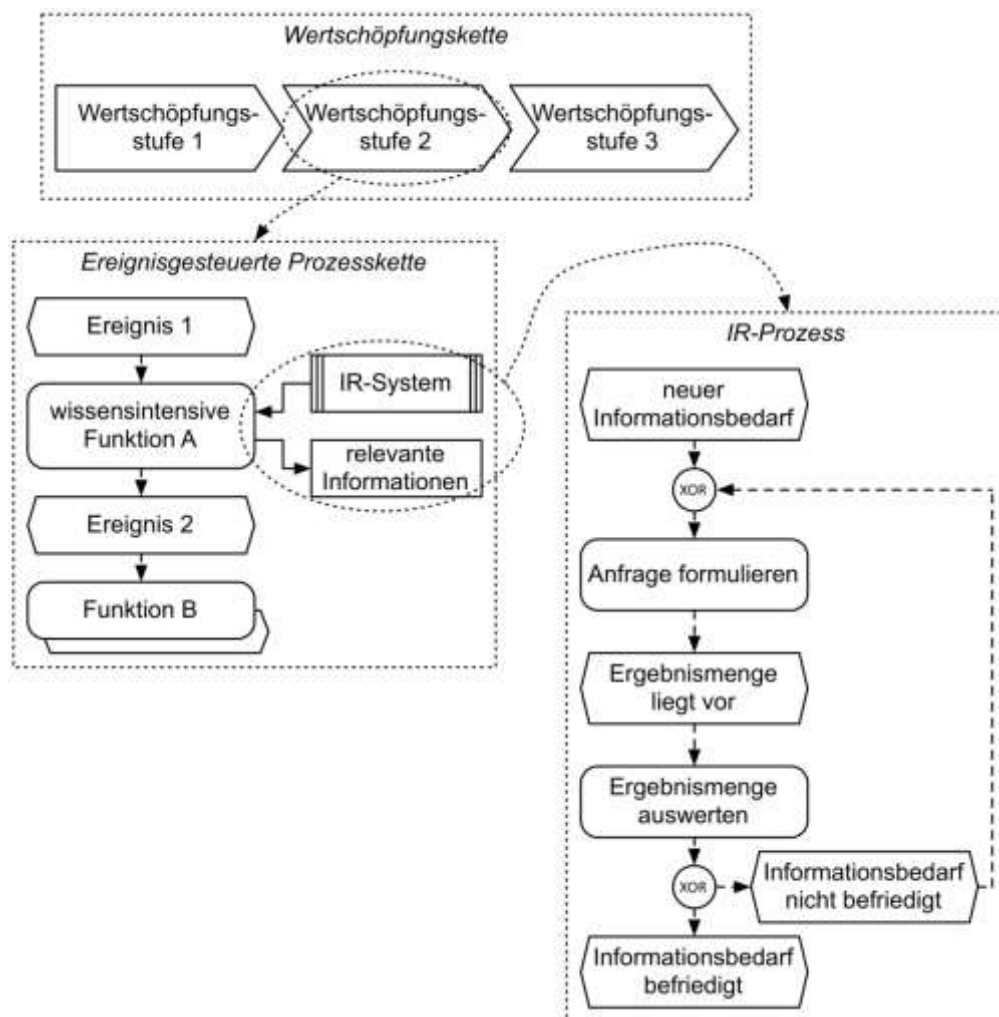 Wertschöpfungskette
Wertschöpfungs-
stufe 1
Wertschöpfungs-
stufe 2
Wertschöpfungs-
stufe 3
Ereignisgesteuerte Prozesskette
Ereignis 1
wissensintensive
Funktion A
IR-System
relevante
Informationen
Ereignis 2
Funktion B
IR-Prozess
neuer
Informationsbedarf
XOR
Anfrage formulieren
Ergebnismenge
liegt vor
Ergebnismenge
auswerten
XOR
Informationsbedarf
nicht befriedigt
Informationsbedarf
befriedigt